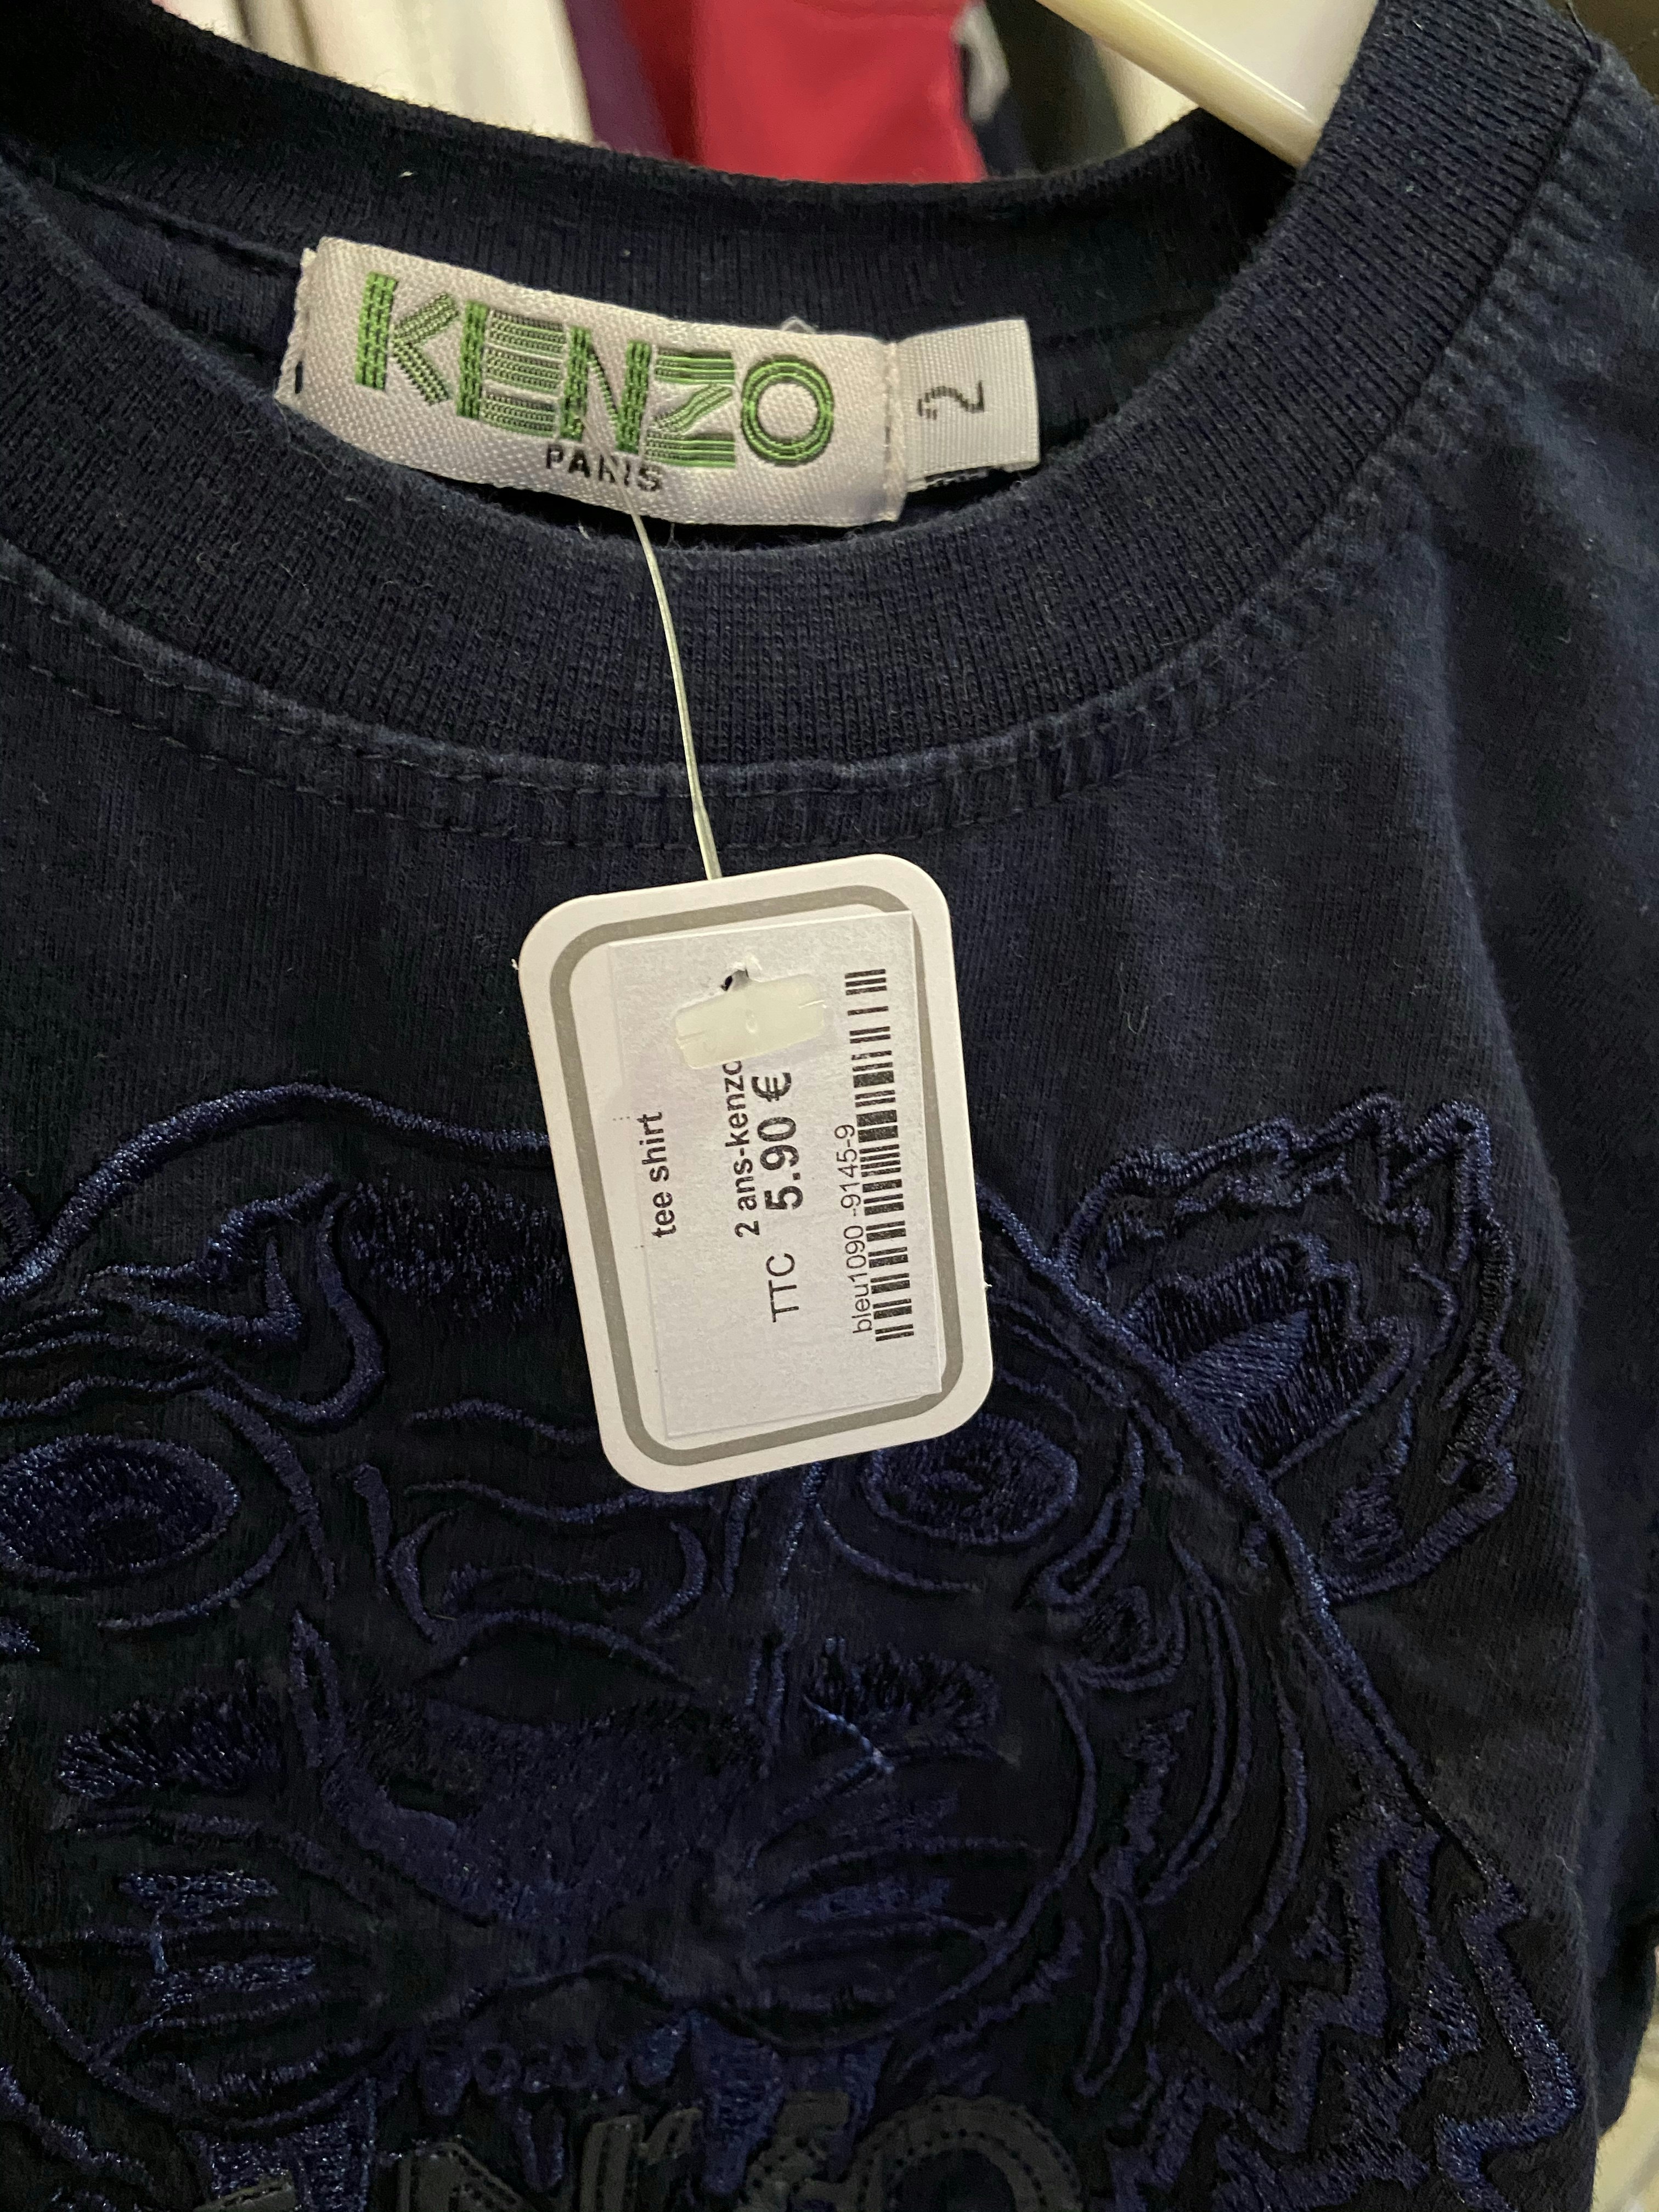 KENZO
PARIS
2
tee shirt
2 ans-kenzo
TTC 5.90 €
bleu1090 -9145-9